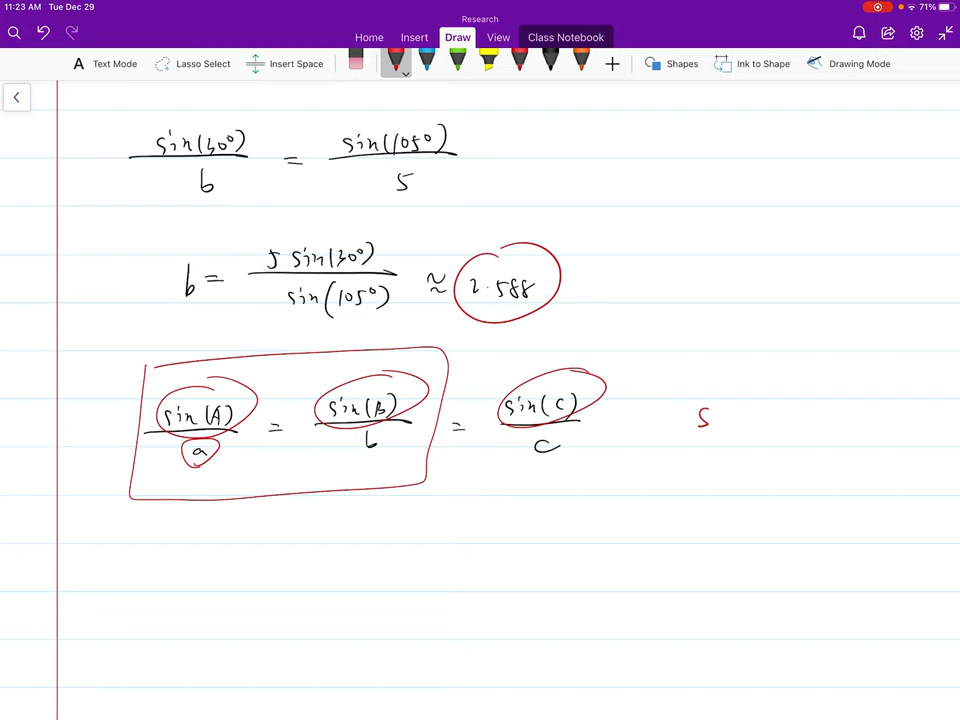 11:23 AM Tue Dec 29
71%
Research
Home Insert Draw View Class Notebook
A Text Mode Lasso Select Insert Space Shapes Ink to Shape Drawing Mode
sin(30°) / b = sin(105°) / 5
b = 5 sin(30°) / sin(105°) ≈ 2.588
sin(A) / a = sin(B) / b = sin(C) / c
S